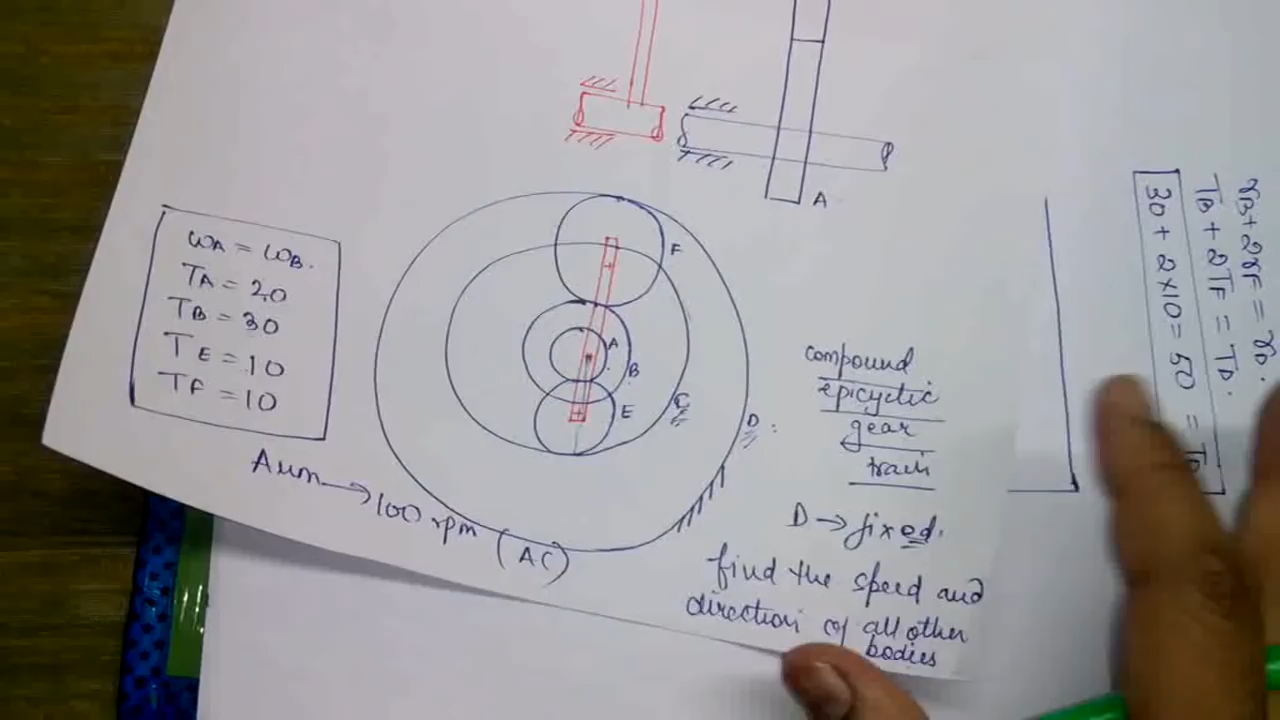 A
ωA = ωB.
TA = 20
TB = 30
TE = 10
TF = 10
F
A
B
E
C
D
Arm → 100 rpm (AC)
compound
epicyclic
gear
train
D → fixed.
find the speed and
direction of all other
bodies
rB + 2rF = rD.
TB + 2TF = TD.
30 + 2×10 = 50 = TD